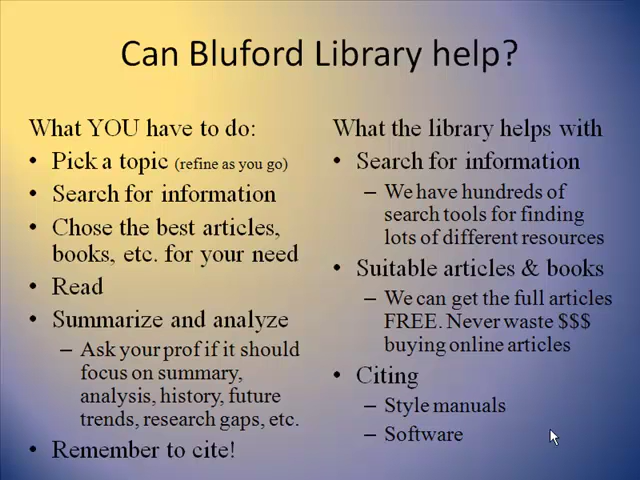 Can Bluford Library help?
What YOU have to do:
• Pick a topic (refine as you go)
• Search for information
• Chose the best articles,
books, etc. for your need
• Read
• Summarize and analyze
– Ask your prof if it should
focus on summary,
analysis, history, future
trends, research gaps, etc.
• Remember to cite!
What the library helps with
• Search for information
– We have hundreds of
search tools for finding
lots of different resources
• Suitable articles & books
– We can get the full articles
FREE. Never waste $$$
buying online articles
• Citing
– Style manuals
– Software